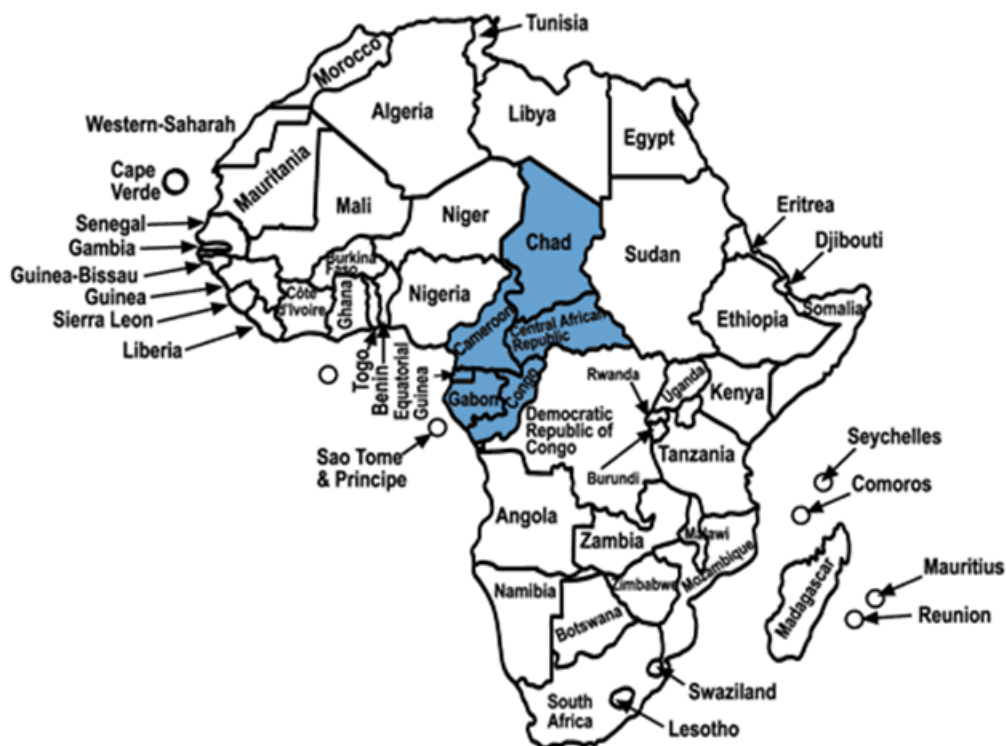 Tunisia
Morocco
Algeria
Libya
Egypt
Western-Saharah
Cape
Verde
Mauritania
Mali
Niger
Chad
Sudan
Eritrea
Djibouti
Senegal
Gambia
Guinea-Bissau
Guinea
Sierra Leon
Liberia
Burkina
Faso
Côte
d'Ivoire
Ghana
Togo
Benin
Nigeria
Cameroon
Central African
Republic
Ethiopia
Somalia
Equatorial
Guinea
Gabon
Congo
Democratic
Republic of
Congo
Rwanda
Uganda
Kenya
Burundi
Tanzania
Sao Tome
& Principe
Seychelles
Comoros
Angola
Zambia
Malawi
Mozambique
Zimbabwe
Namibia
Botswana
Madagascar
Mauritius
Reunion
Swaziland
South
Africa
Lesotho